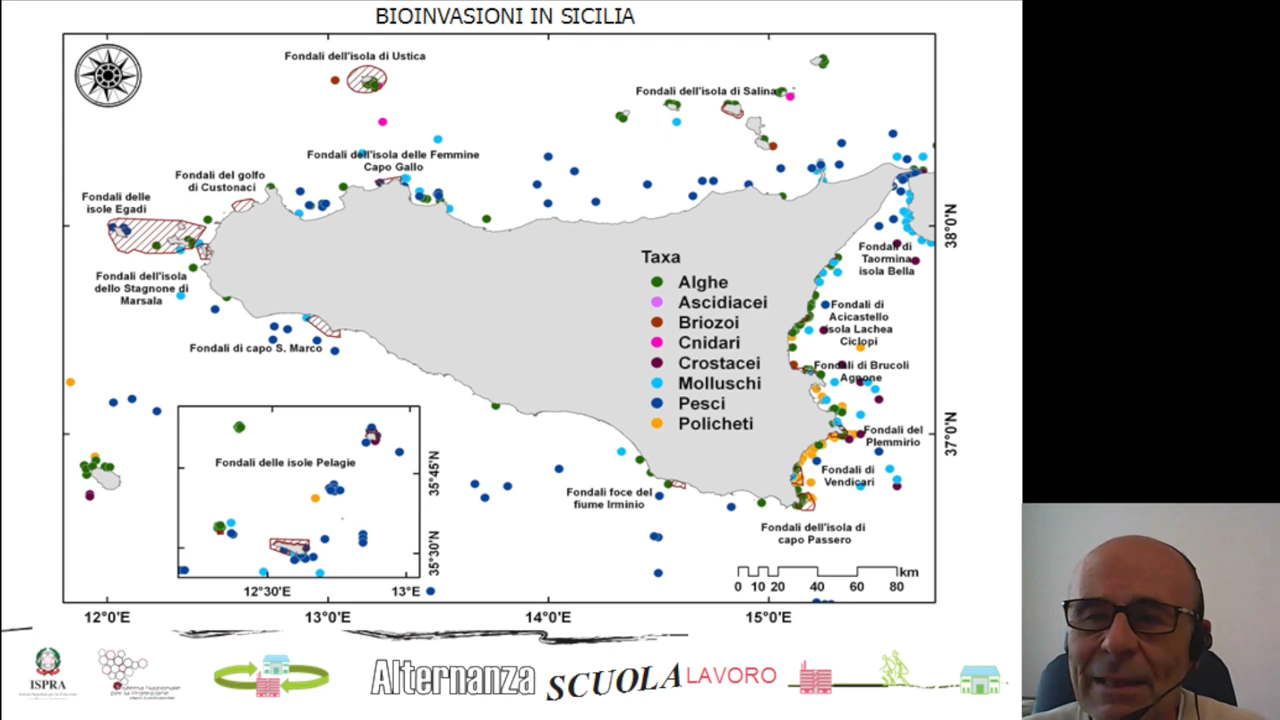 BIOINVASIONI IN SICILIA
Fondali dell'isola di Ustica
Fondali dell'isola di Salina
Fondali dell'isola delle Femmine
Capo Gallo
Fondali del golfo
di Custonaci
Fondali delle
isole Egadi
Fondali dell'isola
dello Stagnone di
Marsala
Fondali di capo S. Marco
Taxa
Alghe
Ascidiacei
Briozoi
Cnidari
Crostacei
Molluschi
Pesci
Policheti
Fondali di
Taormina
isola Bella
Fondali di
Acicastello
isola Lachea
Ciclopi
Fondali di Brucoli
Agnone
Fondali del
Plemmirio
Fondali di
Vendicari
Fondali foce del
fiume Irminio
Fondali dell'isola di
capo Passero
Fondali delle isole Pelagie
38°0'N
37°0'N
35°45'N
35°30'N
12°30'E
13°E
km
0 10 20 40 60 80
12°0'E
13°0'E
14°0'E
15°0'E
ISPRA
Alternanza
SCUOLA
LAVORO